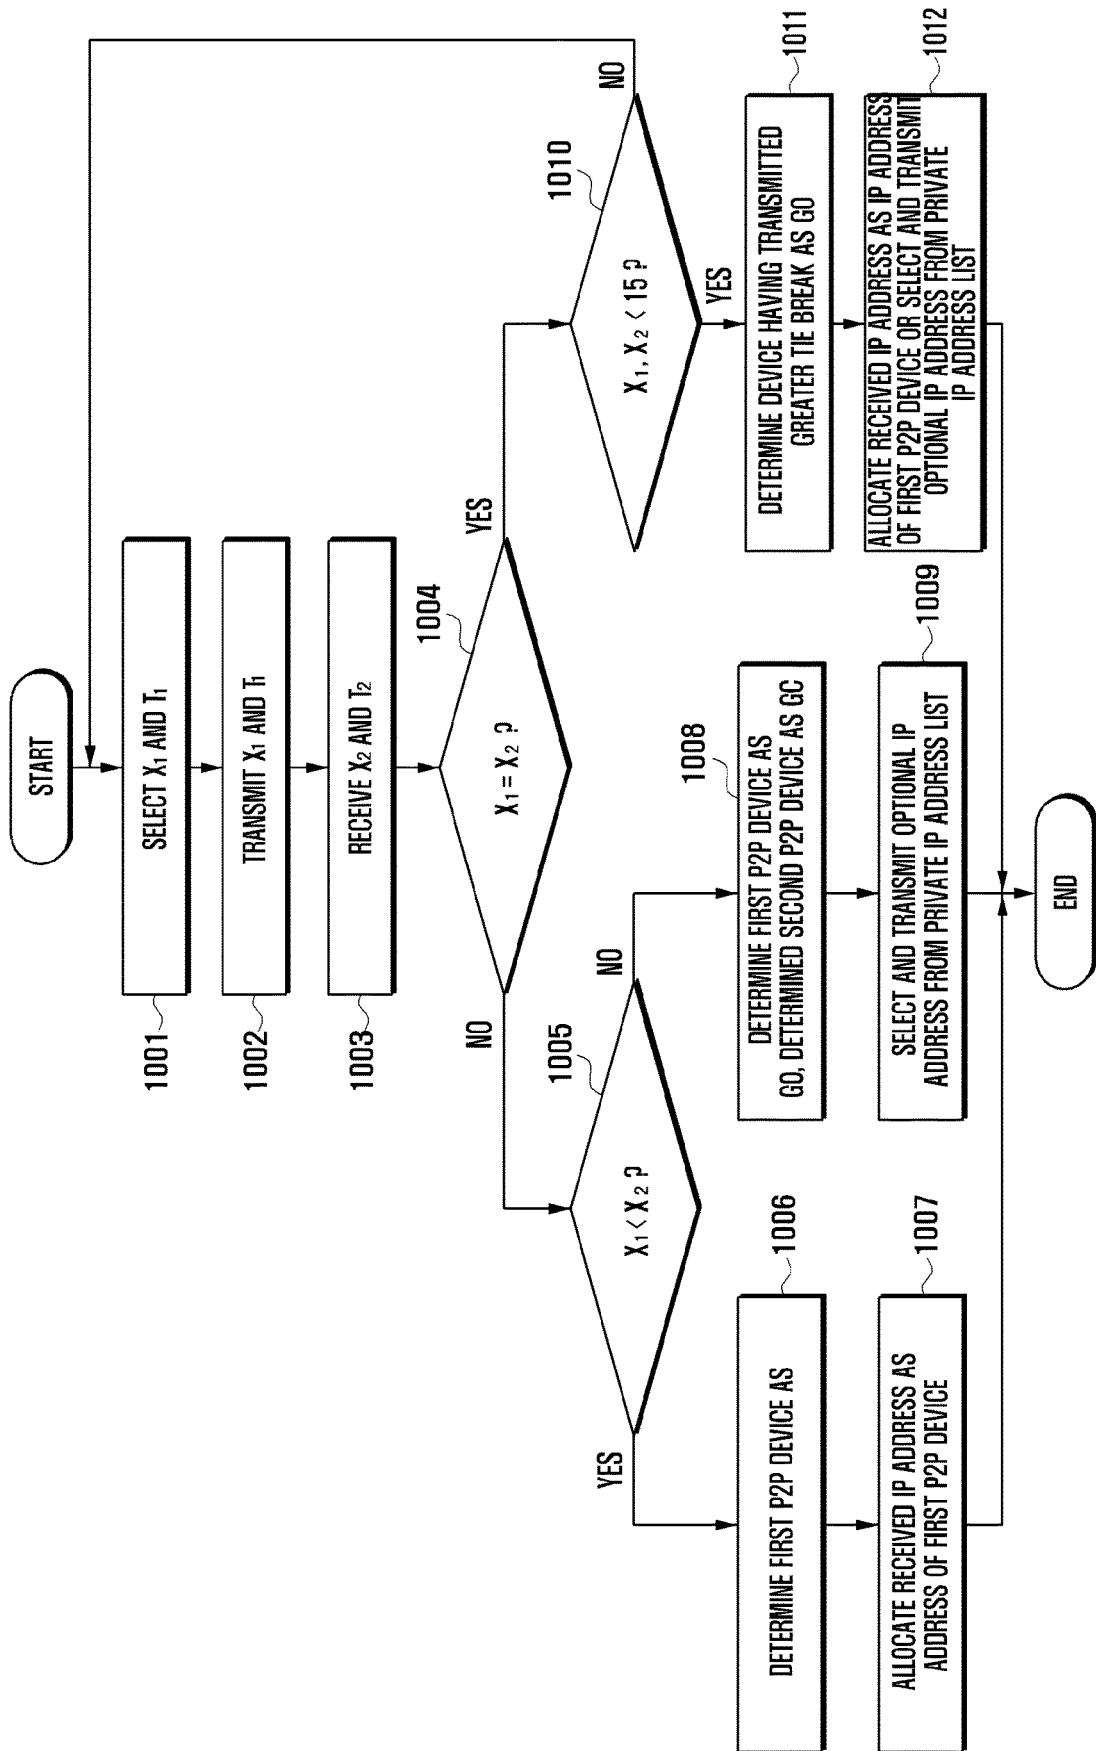 START
SELECT X1 AND T1
1001
TRANSMIT X1 AND T1
1002
RECEIVE X2 AND T2
1003
X1 = X2 ?
1004
NO
YES
X1 < X2 ?
1005
YES
NO
X1, X2 < 15 ?
1010
NO
YES
DETERMINE FIRST P2P DEVICE AS
1006
ALLOCATE RECEIVED IP ADDRESS AS
ADDRESS OF FIRST P2P DEVICE
1007
DETERMINE FIRST P2P DEVICE AS
GO, DETERMINED SECOND P2P DEVICE AS GC
1008
SELECT AND TRANSMIT OPTIONAL IP
ADDRESS FROM PRIVATE IP ADDRESS LIST
1009
DETERMINE DEVICE HAVING TRANSMITTED
GREATER TIE BREAK AS GO
1011
ALLOCATE RECEIVED IP ADDRESS AS IP ADDRESS
OF FIRST P2P DEVICE OR SELECT AND TRANSMIT
OPTIONAL IP ADDRESS FROM PRIVATE
IP ADDRESS LIST
1012
END